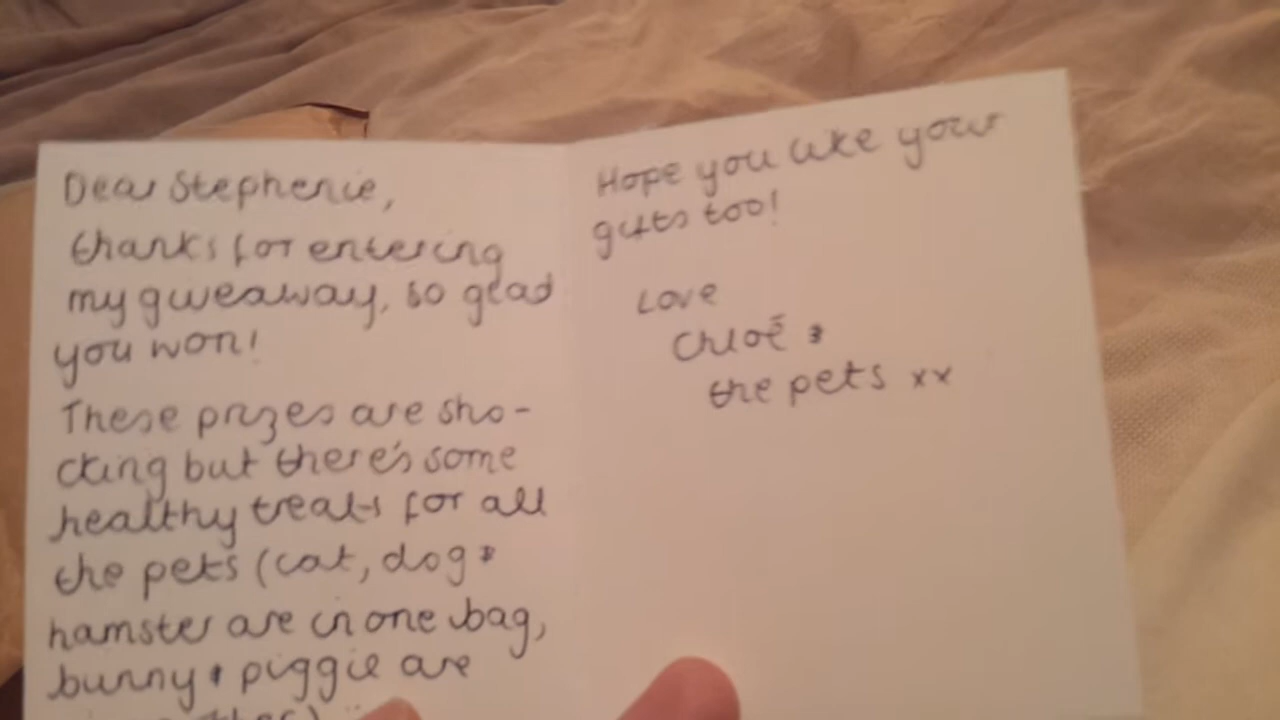 Dear Stephenie,
thanks for entering
my giveaway, so glad
you won!
These prizes are sho-
cking but there's some
healthy treats for all
the pets (cat, dog &
hamster are in one bag,
bunny & piggie are
Hope you like your
gifts too!
Love
Chloé &
the pets xx